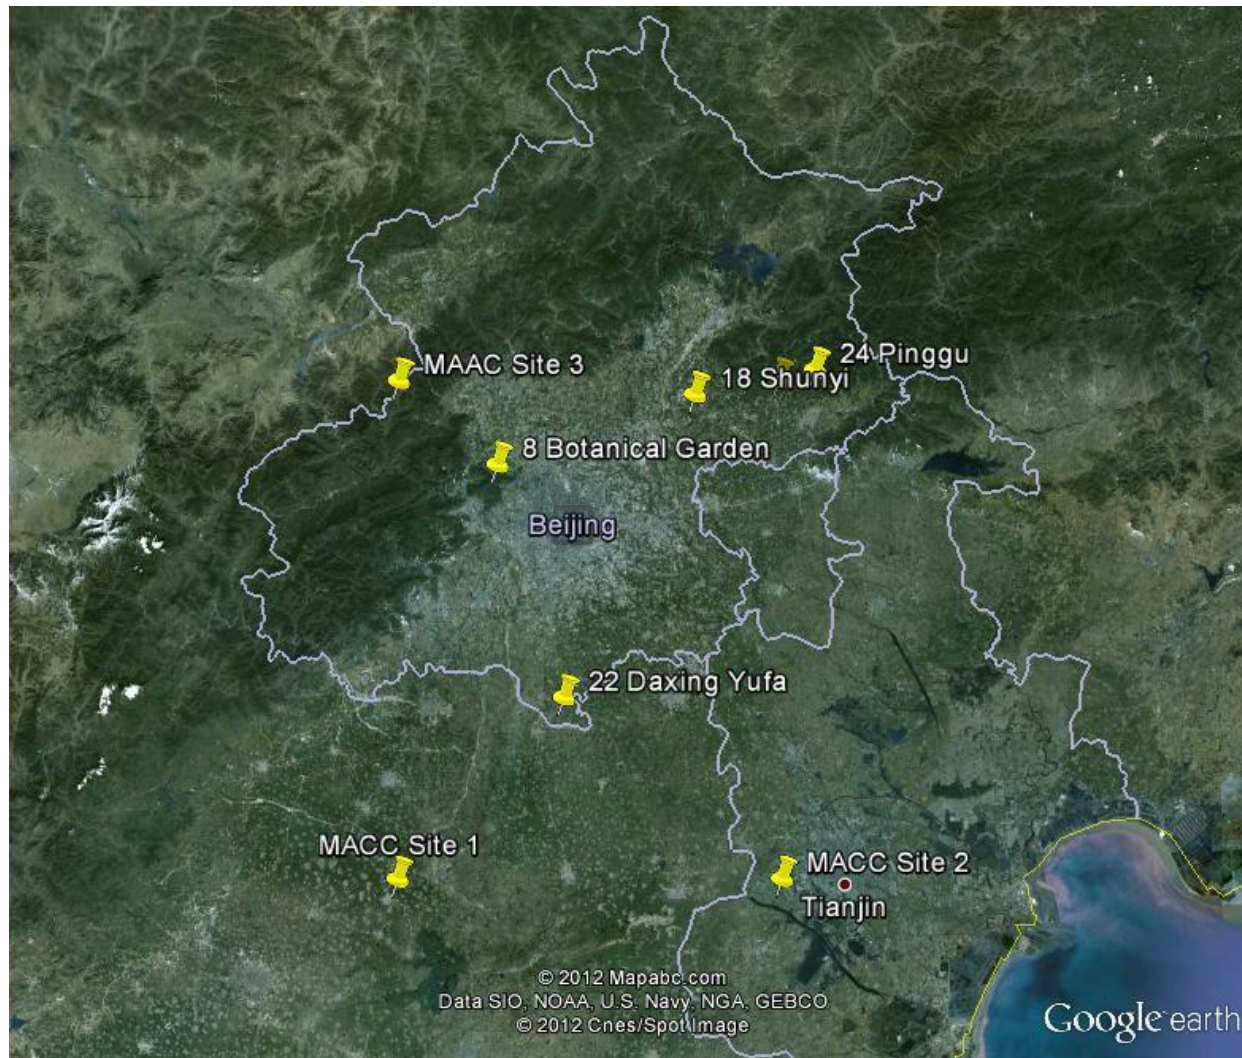 24 Pinggu
MAAC Site 3
18 Shunyi
8 Botanical Garden
Beijing
22 Daxing Yufa
MACC Site 1
MACC Site 2
Tianjin
© 2012 Mapabc.com
Data SIO, NOAA, U.S. Navy, NGA, GEBCO
© 2012 Cnes/Spot Image
Google earth